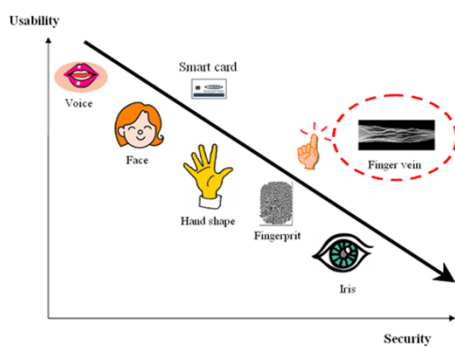 Usability
Smart card
Voice
Face
Finger vein
Hand shape
Fingerprit
Iris
Security